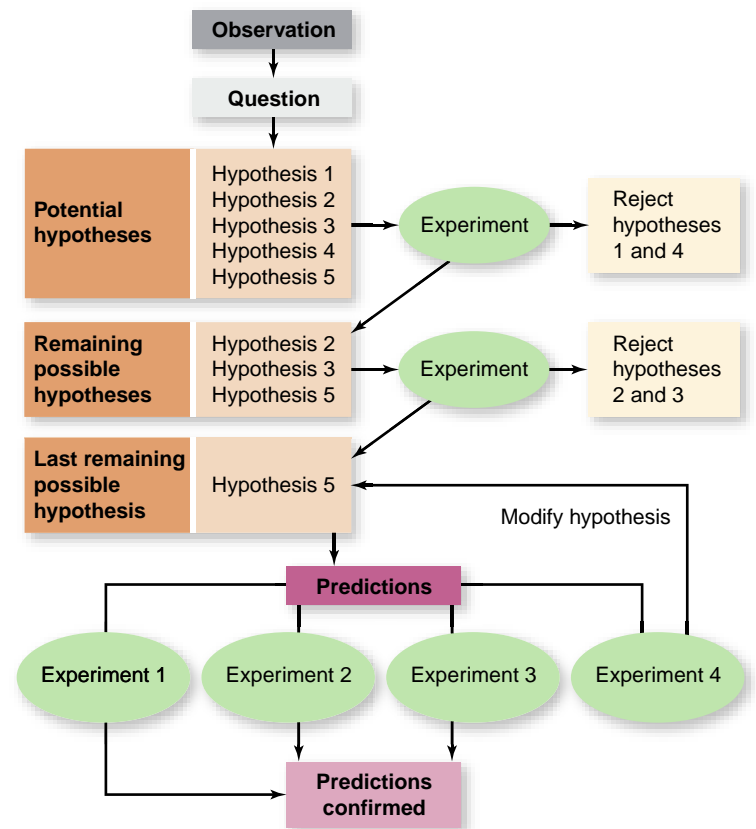 Observation
Question
Potential
hypotheses
Hypothesis 1
Hypothesis 2
Hypothesis 3
Hypothesis 4
Hypothesis 5
Experiment
Reject
hypotheses
1 and 4
Remaining
possible
hypotheses
Hypothesis 2
Hypothesis 3
Hypothesis 5
Experiment
Reject
hypotheses
2 and 3
Last remaining
possible
hypothesis
Hypothesis 5
Modify hypothesis
Predictions
Experiment 1
Experiment 2
Experiment 3
Experiment 4
Predictions
confirmed